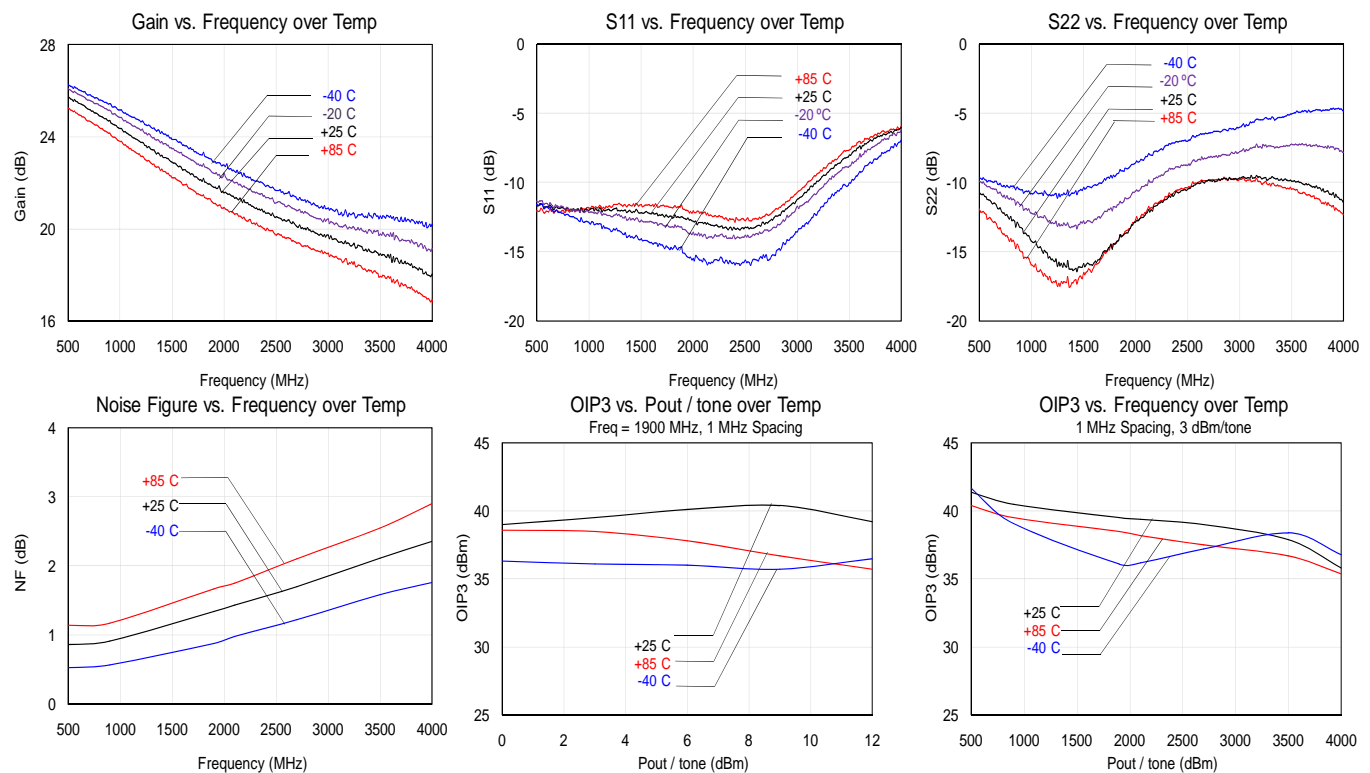 Gain vs. Frequency over Temp
28
24
20
16
Gain (dB)
-40 C
-20 C
+25 C
+85 C
500 1000 1500 2000 2500 3000 3500 4000
Frequency (MHz)
S11 vs. Frequency over Temp
0
-5
-10
-15
-20
S11 (dB)
+85 C
+25 C
-20 ºC
-40 C
500 1000 1500 2000 2500 3000 3500 4000
Frequency (MHz)
S22 vs. Frequency over Temp
0
-5
-10
-15
-20
S22 (dB)
-40 C
-20 ºC
+25 C
+85 C
500 1000 1500 2000 2500 3000 3500 4000
Frequency (MHz)
Noise Figure vs. Frequency over Temp
4
3
2
1
0
NF (dB)
+85 C
+25 C
-40 C
500 1000 1500 2000 2500 3000 3500 4000
Frequency (MHz)
OIP3 vs. Pout / tone over Temp
Freq = 1900 MHz, 1 MHz Spacing
45
40
35
30
25
OIP3 (dBm)
+25 C
+85 C
-40 C
0 2 4 6 8 10 12
Pout / tone (dBm)
OIP3 vs. Frequency over Temp
1 MHz Spacing, 3 dBm/tone
45
40
35
30
25
OIP3 (dBm)
+25 C
+85 C
-40 C
500 1000 1500 2000 2500 3000 3500 4000
Pout / tone (dBm)